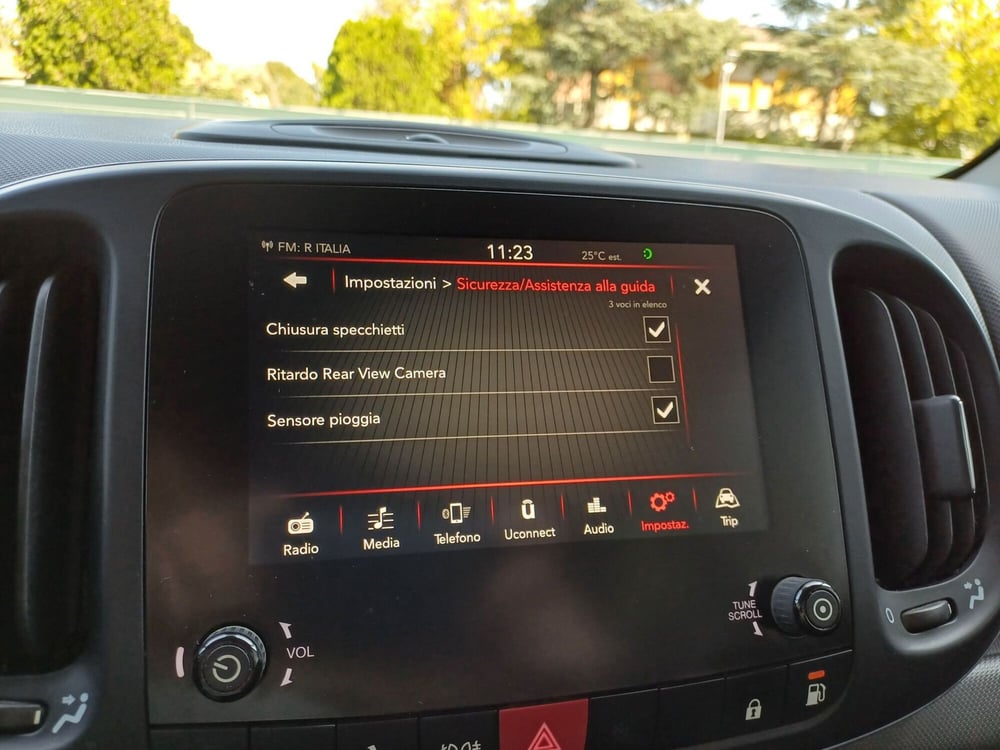 FM: R ITALIA 11:23 25°C est.
Impostazioni > Sicurezza/Assistenza alla guida
3 voci in elenco
Chiusura specchietti
Ritardo Rear View Camera
Sensore pioggia
Radio Media Telefono Uconnect Audio Impostaz. Trip
VOL
TUNE
SCROLL
0